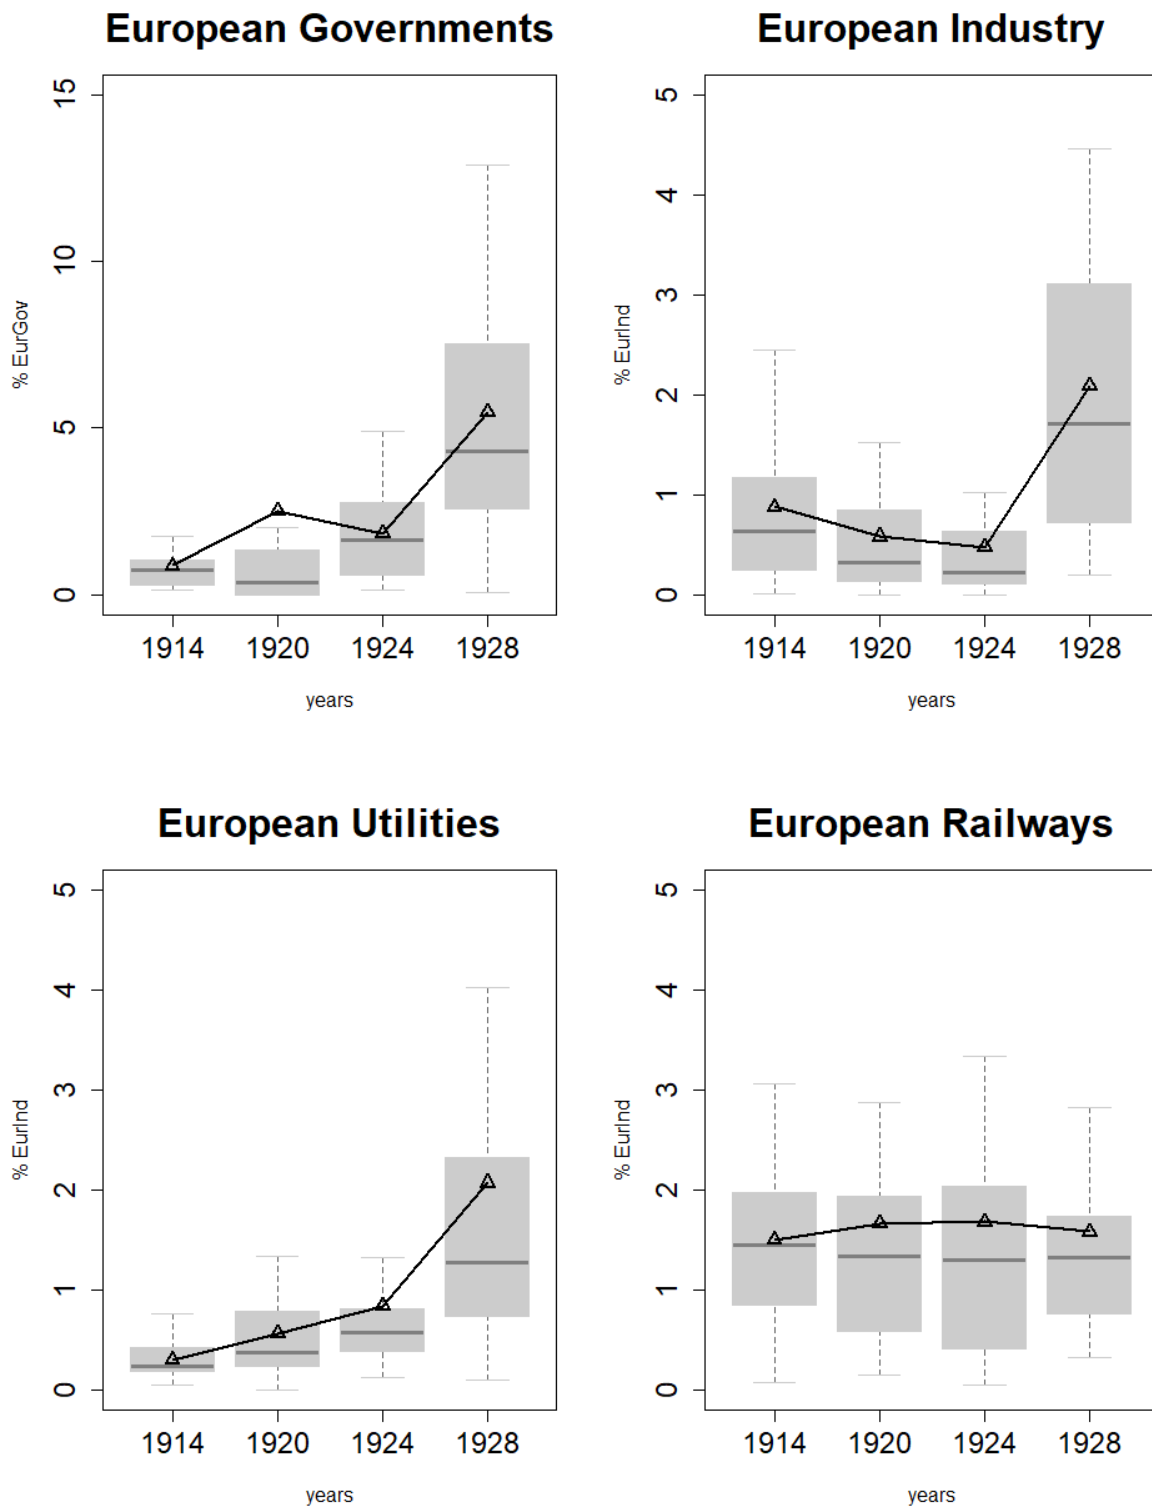 European Governments
% EurGov
15
10
5
0
1914 1920 1924 1928
years
European Industry
% EurInd
5
4
3
2
1
0
1914 1920 1924 1928
years
European Utilities
% EurInd
5
4
3
2
1
0
1914 1920 1924 1928
years
European Railways
% EurInd
5
4
3
2
1
0
1914 1920 1924 1928
years